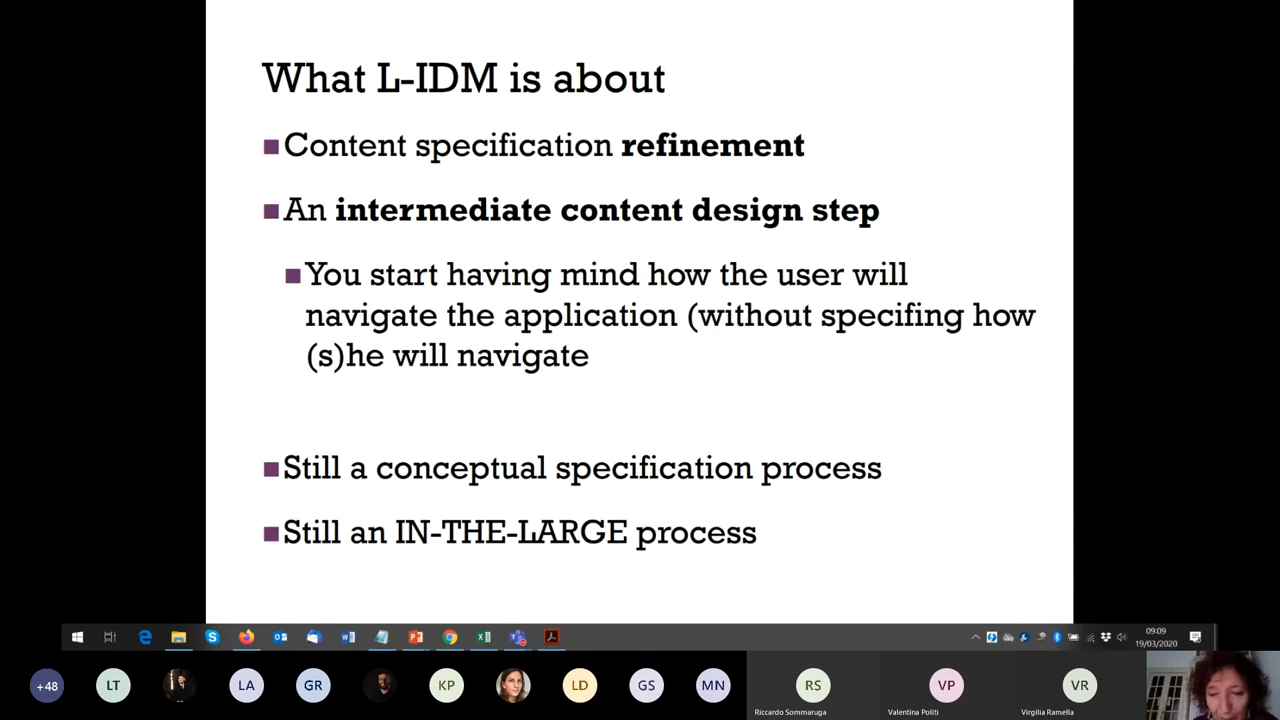 What L-IDM is about
Content specification refinement
An intermediate content design step
You start having mind how the user will
navigate the application (without specifing how
(s)he will navigate
Still a conceptual specification process
Still an IN-THE-LARGE process
09:09
19/03/2020
+48
LT
LA
GR
KP
LD
GS
MN
RS
VP
VR
Riccardo Sommaruga
Valentina Politi
Virgilia Ramella